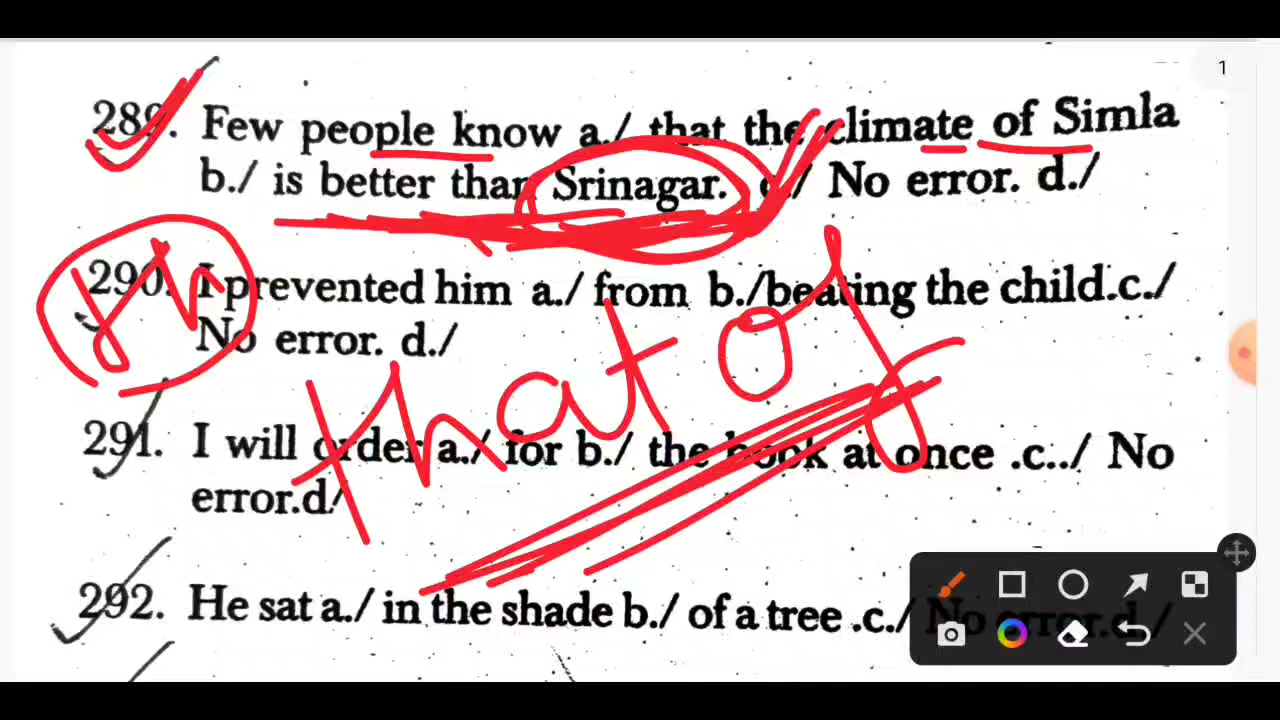 1
289. Few people know a./ that the climate of Simla
b./ is better than Srinagar. c./ No error. d./
290. I prevented him a./ from b./beating the child.c./
No error. d./
that of
291. I will order a./ for b./ the book at once .c../ No
error.d/
292. He sat a./ in the shade b./ of a tree .c./ No error.d./